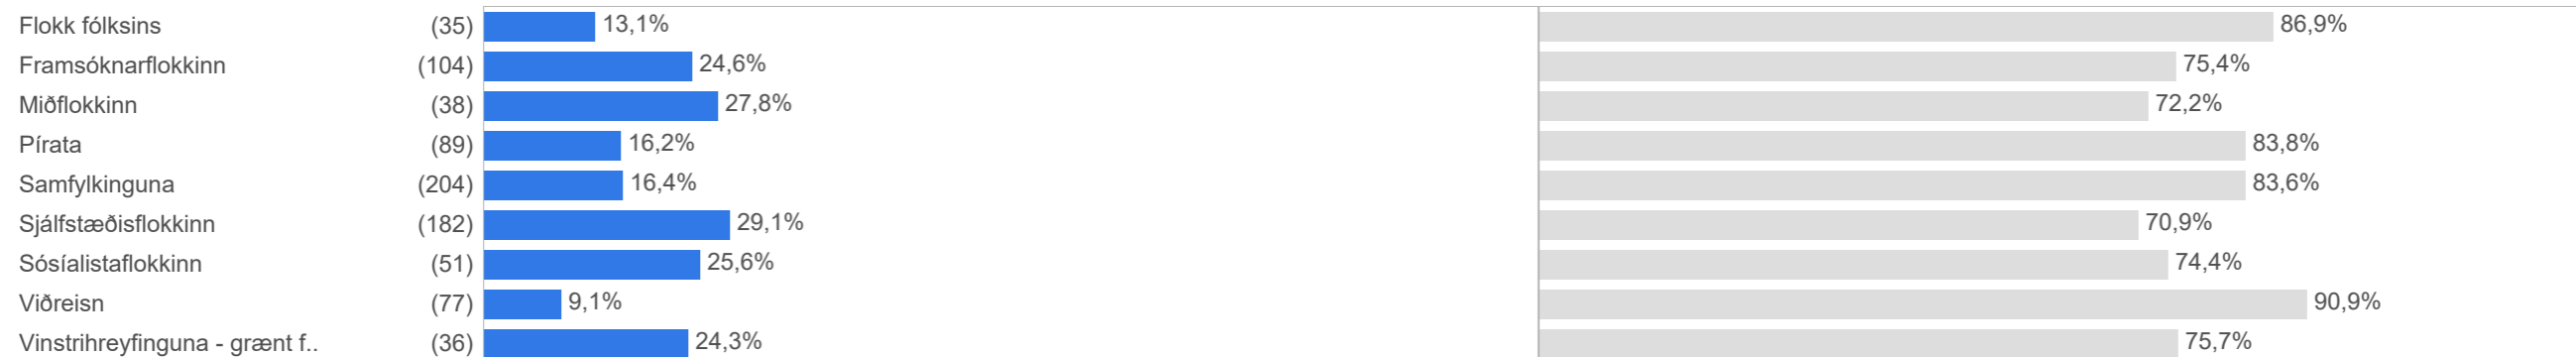 Flokk fólksins (35) 13,1% 86,9%
Framsóknarflokkinn (104) 24,6% 75,4%
Miðflokkinn (38) 27,8% 72,2%
Pírata (89) 16,2% 83,8%
Samfylkinguna (204) 16,4% 83,6%
Sjálfstæðisflokkinn (182) 29,1% 70,9%
Sósíalistaflokkinn (51) 25,6% 74,4%
Viðreisn (77) 9,1% 90,9%
Vinstrihreyfinguna - grænt f.. (36) 24,3% 75,7%